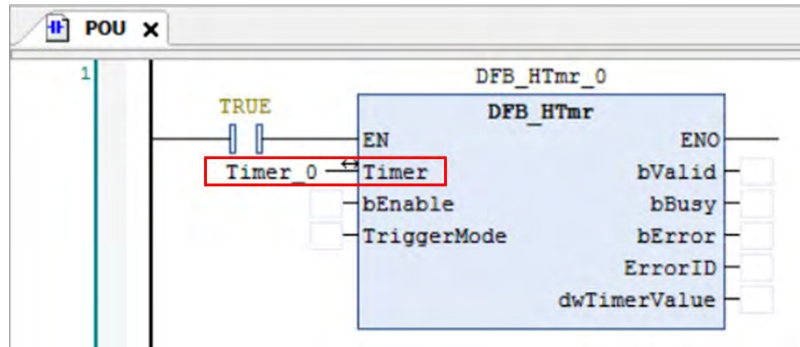 POU
1
DFB_HTmr_0
TRUE
DFB_HTmr
EN ENO
Timer_0 Timer bValid
bEnable bBusy
TriggerMode bError
ErrorID
dwTimerValue